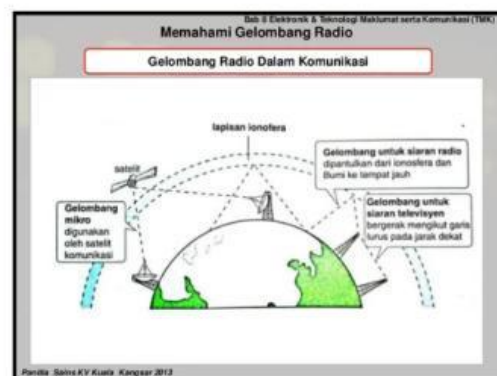 Bab 8 Elektronik & Teknologi Maklumat serta Komunikasi (TMK)
Memahami Gelombang Radio
Gelombang Radio Dalam Komunikasi
lapisan ionofera
satelit
Gelombang
mikro
digunakan
oleh satelit
komunikasi
Gelombang untuk siaran radio
dipantulkan dari ionosfera dan
Bumi ke tempat jauh
Gelombang untuk
siaran televisyen
bergerak mengikut garis
lurus pada jarak dekat
Panitia Sains KV Kuala Kangsar 2013